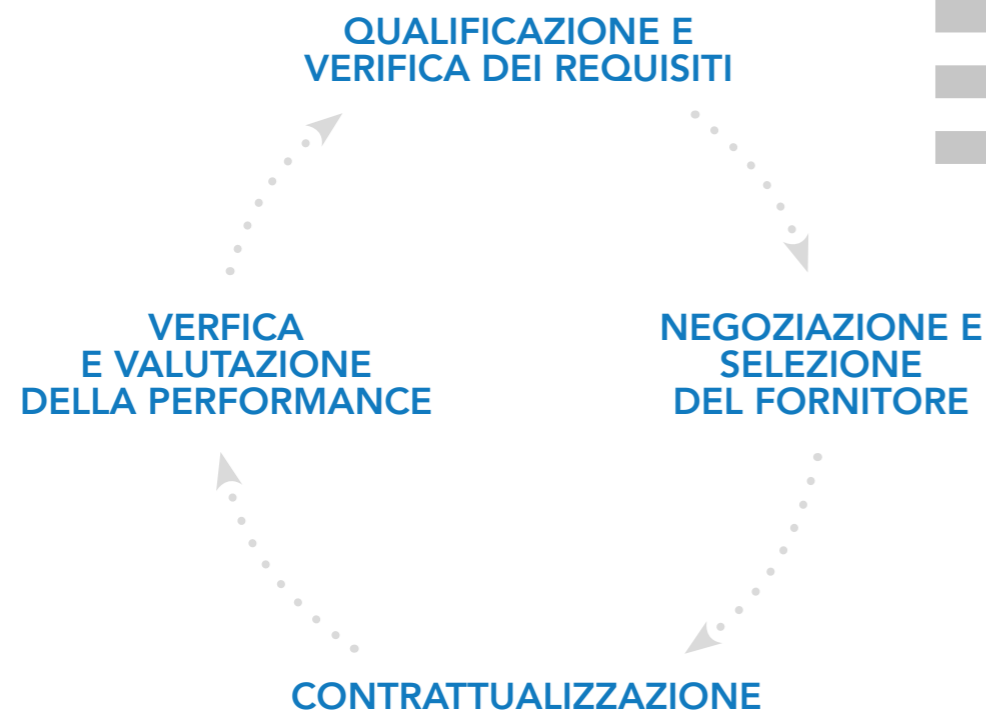 QUALIFICAZIONE E
VERIFICA DEI REQUISITI
NEGOZIAZIONE E
SELEZIONE
DEL FORNITORE
CONTRATTUALIZZAZIONE
VERFICA
E VALUTAZIONE
DELLA PERFORMANCE